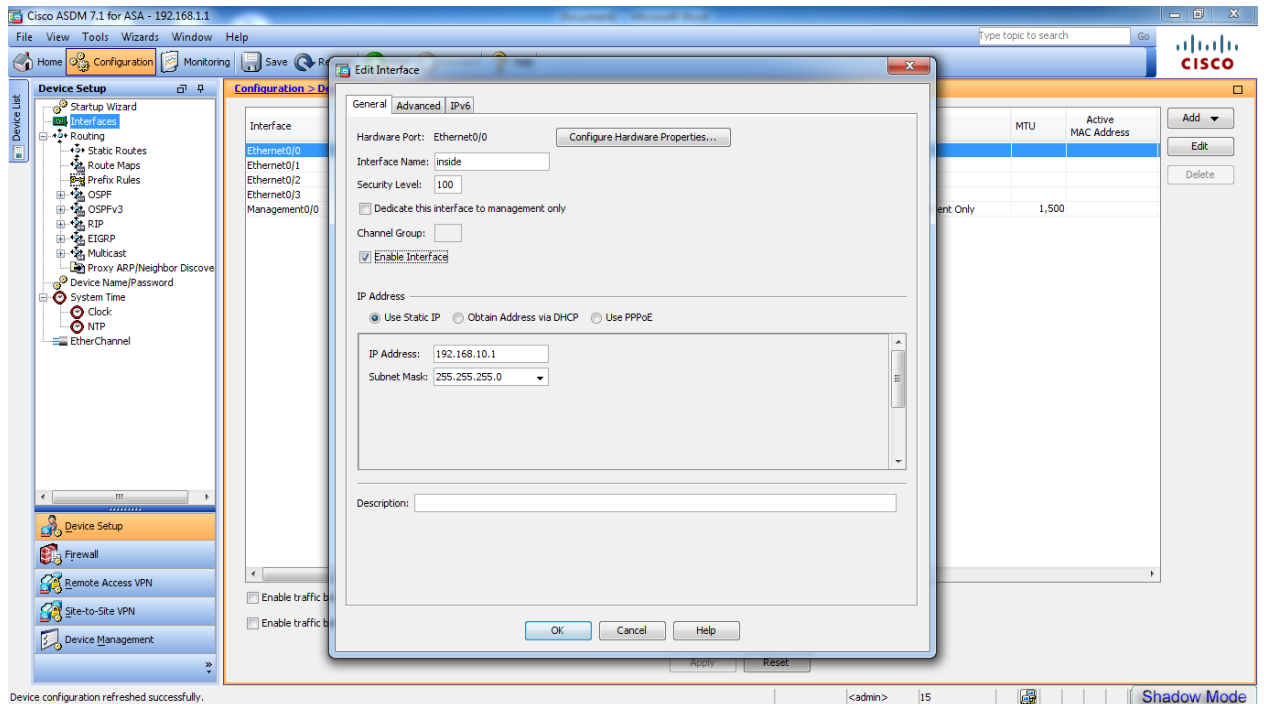 Cisco ASDM 7.1 for ASA - 192.168.1.1
File View Tools Wizards Window Help
Type topic to search Go
Home Configuration Monitoring Save
CISCO
Device List
Device Setup
Startup Wizard
Interfaces
Routing
Static Routes
Route Maps
Prefix Rules
OSPF
OSPFv3
RIP
EIGRP
Multicast
Proxy ARP/Neighbor Discove
Device Name/Password
System Time
Clock
NTP
EtherChannel
Device Setup
Firewall
Remote Access VPN
Site-to-Site VPN
Device Management
Configuration > De
Interface
MTU
Active
MAC Address
Ethernet0/0
Ethernet0/1
Ethernet0/2
Ethernet0/3
Management0/0 ent Only 1,500
Add
Edit
Delete
Enable traffic b
Enable traffic b
Apply Reset
Edit Interface
General Advanced IPv6
Hardware Port: Ethernet0/0 Configure Hardware Properties...
Interface Name: inside
Security Level: 100
Dedicate this interface to management only
Channel Group:
Enable Interface
IP Address
Use Static IP Obtain Address via DHCP Use PPPoE
IP Address: 192.168.10.1
Subnet Mask: 255.255.255.0
Description:
OK Cancel Help
Device configuration refreshed successfully.
<admin> 15
Shadow Mode